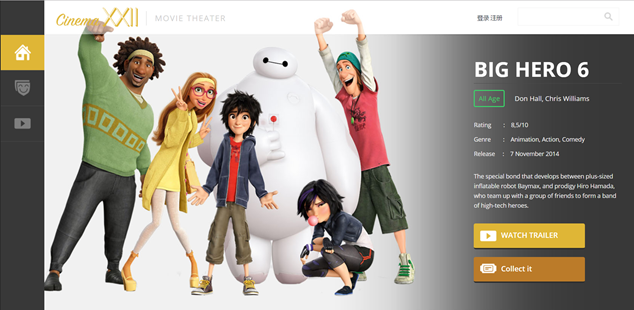 Cinema XXII
MOVIE THEATER
登录 注册
BIG HERO 6
All Age
Don Hall, Chris Williams
Rating : 8,5/10
Genre : Animation, Action, Comedy
Release : 7 November 2014
The special bond that develops between plus-sized
inflatable robot Baymax, and prodigy Hiro Hamada,
who team up with a group of friends to form a band
of high-tech heroes.
WATCH TRAILER
Collect it